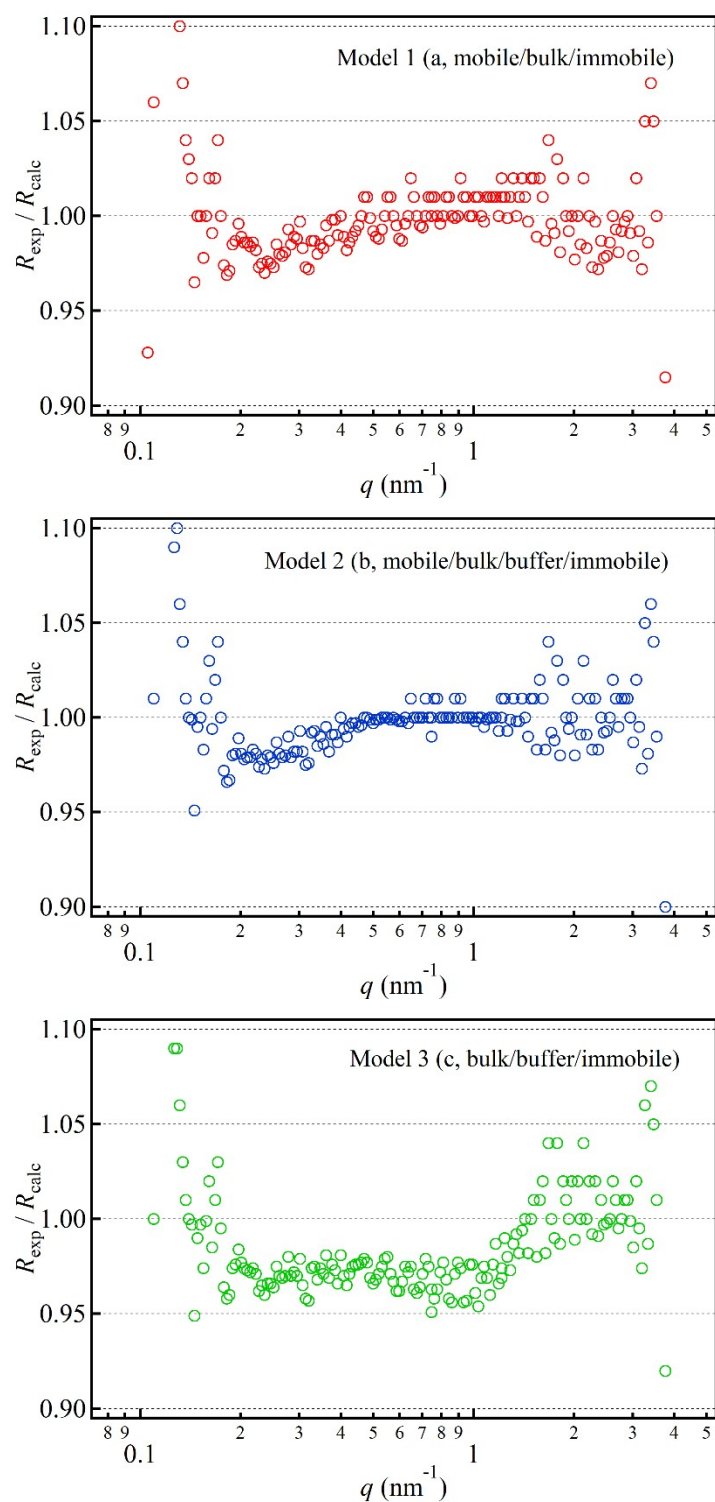 1.10
Model 1 (a, mobile/bulk/immobile)
1.05
1.00
0.95
0.90
R_exp / R_calc
8 9 0.1 2 3 4 5 6 7 8 9 1 2 3 4 5
q (nm⁻¹)
1.10
Model 2 (b, mobile/bulk/buffer/immobile)
1.05
1.00
0.95
0.90
R_exp / R_calc
8 9 0.1 2 3 4 5 6 7 8 9 1 2 3 4 5
q (nm⁻¹)
1.10
Model 3 (c, bulk/buffer/immobile)
1.05
1.00
0.95
0.90
R_exp / R_calc
8 9 0.1 2 3 4 5 6 7 8 9 1 2 3 4 5
q (nm⁻¹)